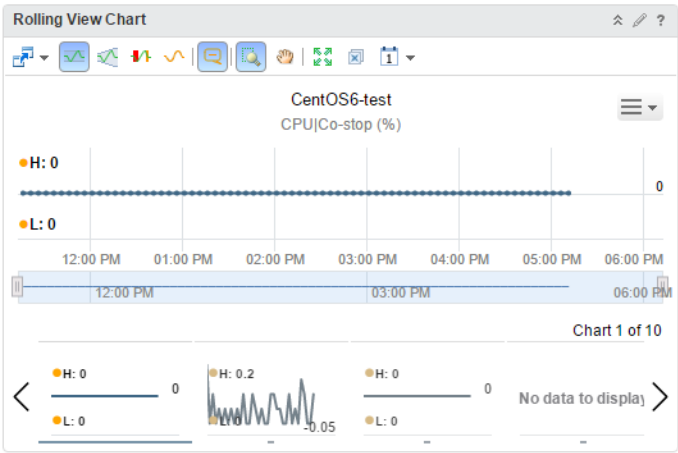 Rolling View Chart ?
1
CentOS6-test
CPU|Co-stop (%)
H: 0
0
L: 0
12:00 PM 01:00 PM 02:00 PM 03:00 PM 04:00 PM 05:00 PM 06:00 PM
12:00 PM 03:00 PM 06:00 PM
Chart 1 of 10
H: 0 H: 0.2 H: 0
0 0 No data to display
L: 0 L: 0 -0.05 L: 0